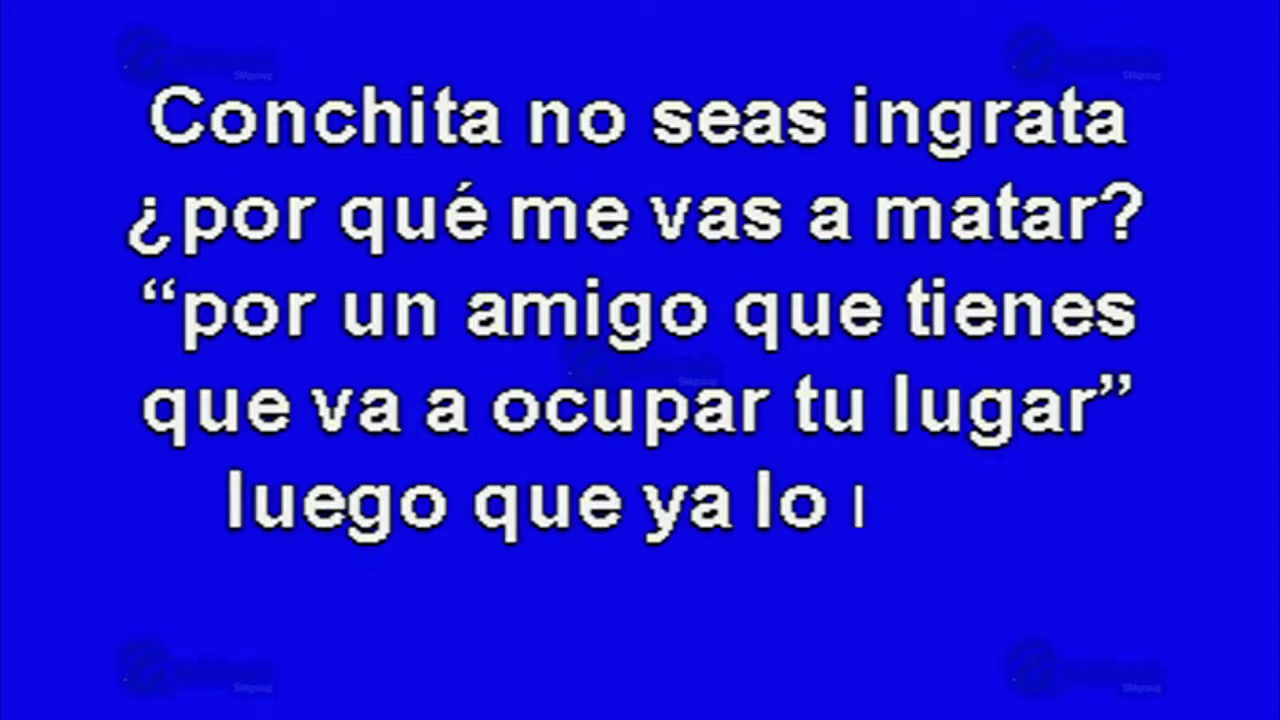 Conchita no seas ingrata
¿por qué me vas a matar?
“por un amigo que tienes
que va a ocupar tu lugar”
luego que ya lo